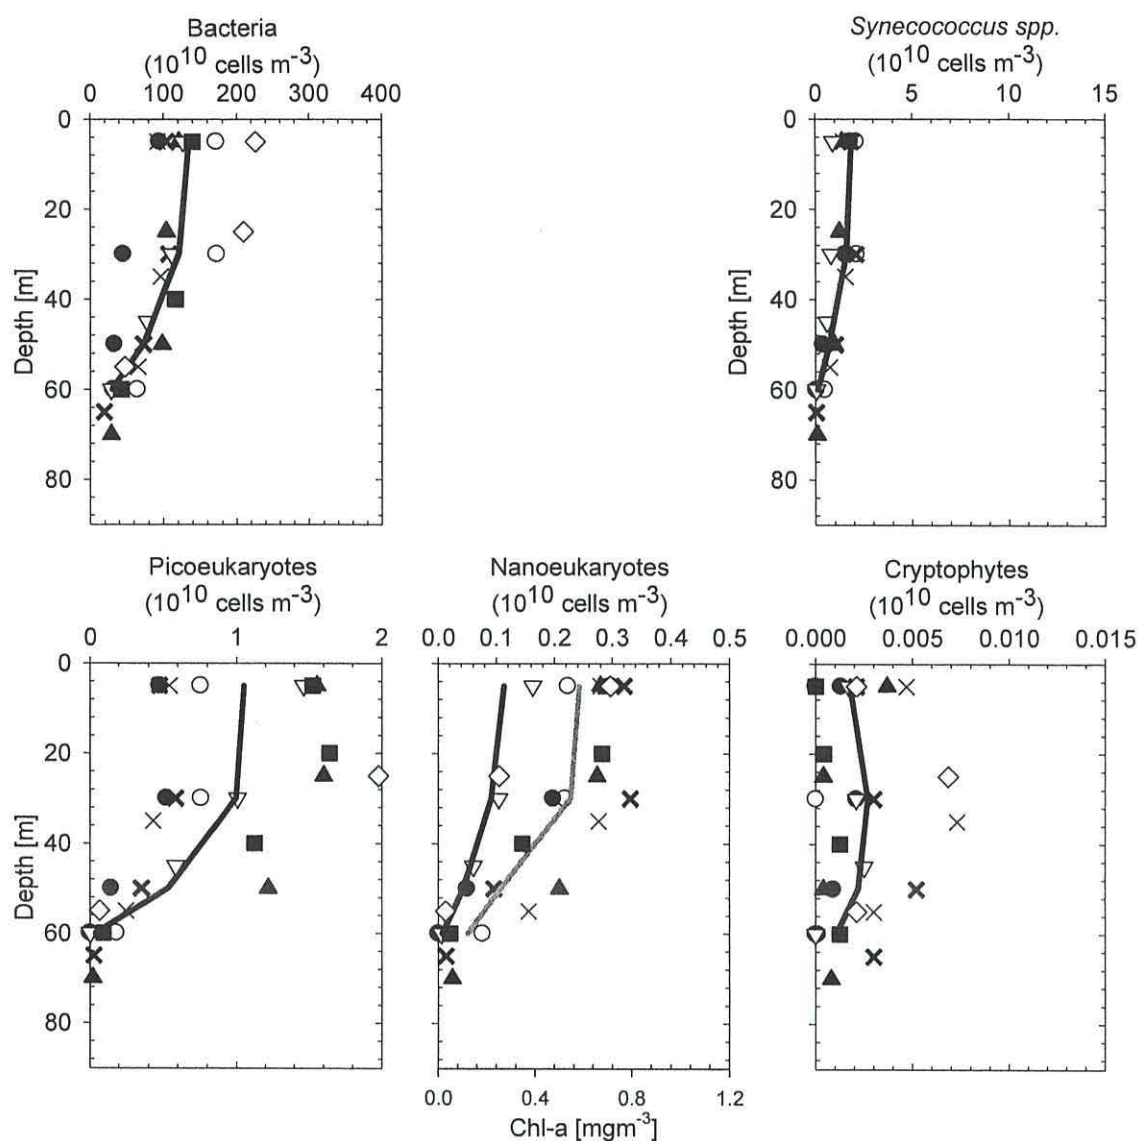 Bacteria
(10^10 cells m^-3)
0 100 200 300 400
Synecococcus spp.
(10^10 cells m^-3)
0 5 10 15
0
20
40
60
80
Depth [m]
0
20
40
60
80
Depth [m]
Picoeukaryotes
(10^10 cells m^-3)
0 1 2
Nanoeukaryotes
(10^10 cells m^-3)
0.0 0.1 0.2 0.3 0.5
Cryptophytes
(10^10 cells m^-3)
0.000 0.005 0.010 0.015
0
20
40
60
80
Depth [m]
0.0 0.4 0.8 1.2
Chl-a [mgm^-3]